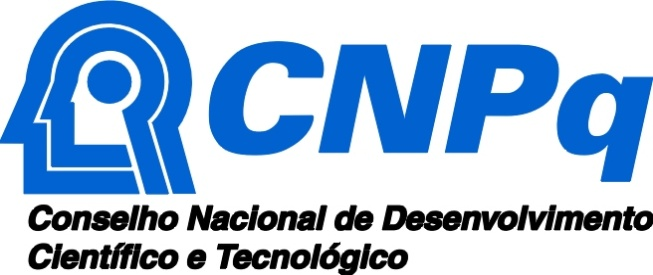 CNPq
Conselho Nacional de Desenvolvimento
Científico e Tecnológico